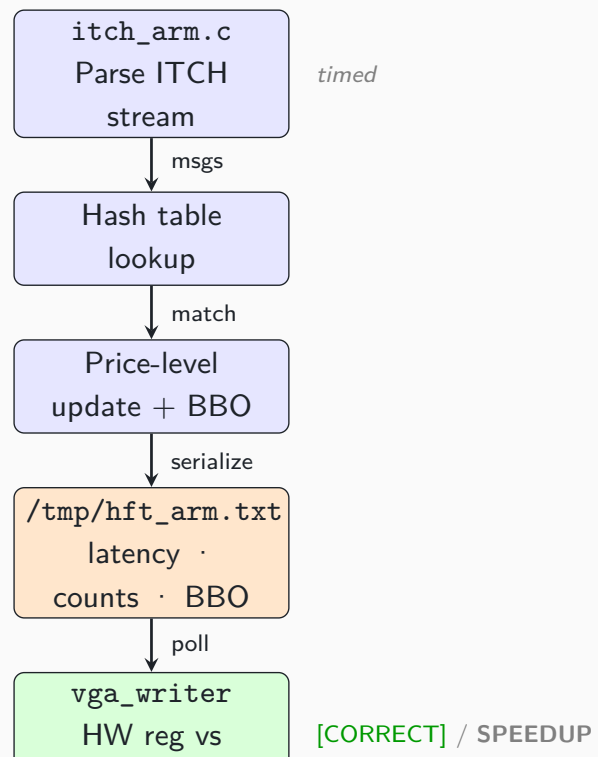 itch_arm.c
Parse ITCH
stream
timed
msgs
Hash table
lookup
match
Price-level
update + BBO
serialize
/tmp/hft_arm.txt
latency ·
counts · BBO
poll
vga_writer
HW reg vs
[CORRECT] / SPEEDUP